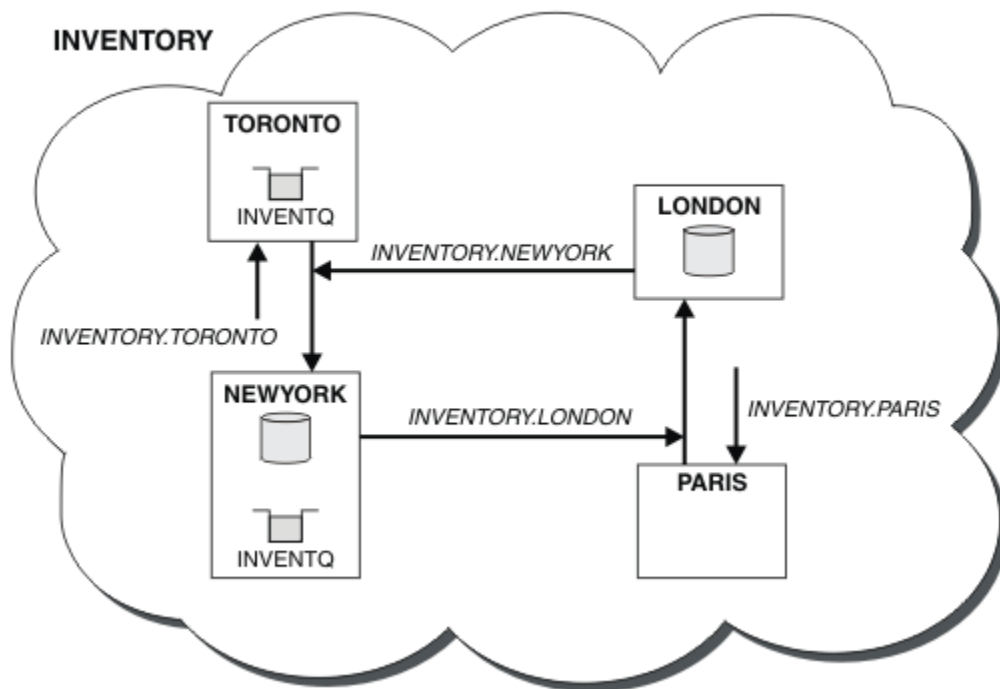 INVENTORY
TORONTO
INVENTQ
LONDON
INVENTORY.NEWYORK
INVENTORY.TORONTO
NEWYORK
INVENTORY.LONDON
INVENTORY.PARIS
PARIS
INVENTQ